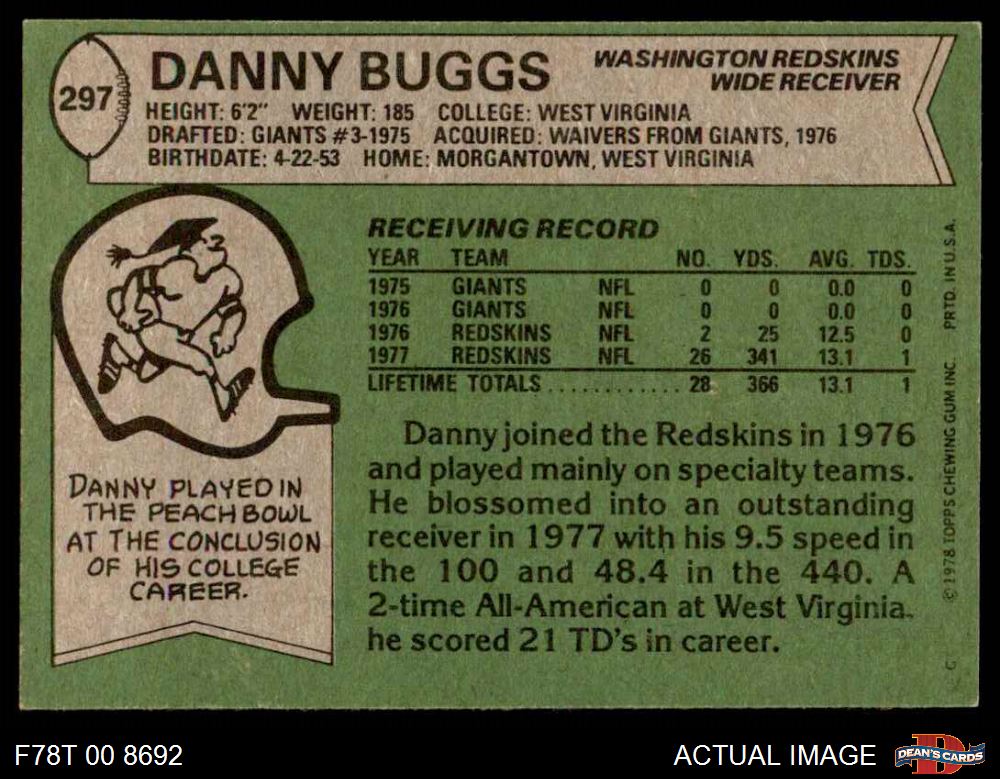 297
DANNY BUGGS
WASHINGTON REDSKINS
WIDE RECEIVER
HEIGHT: 6'2" WEIGHT: 185 COLLEGE: WEST VIRGINIA
DRAFTED: GIANTS #3-1975 ACQUIRED: WAIVERS FROM GIANTS, 1976
BIRTHDATE: 4-22-53 HOME: MORGANTOWN, WEST VIRGINIA
RECEIVING RECORD
YEAR TEAM NO. YDS. AVG. TDS.
1975 GIANTS NFL 0 0 0.0 0
1976 GIANTS NFL 0 0 0.0 0
1976 REDSKINS NFL 2 25 12.5 0
1977 REDSKINS NFL 26 341 13.1 1
LIFETIME TOTALS............ 28 366 13.1 1
DANNY PLAYED IN
THE PEACH BOWL
AT THE CONCLUSION
OF HIS COLLEGE
CAREER.
Danny joined the Redskins in 1976
and played mainly on specialty teams.
He blossomed into an outstanding
receiver in 1977 with his 9.5 speed in
the 100 and 48.4 in the 440. A
2-time All-American at West Virginia,
he scored 21 TD's in career.
©1978 TOPPS CHEWING GUM INC. PRTD. IN U.S.A.
C
F78T 00 8692
ACTUAL IMAGE
D
DEAN'S CARDS